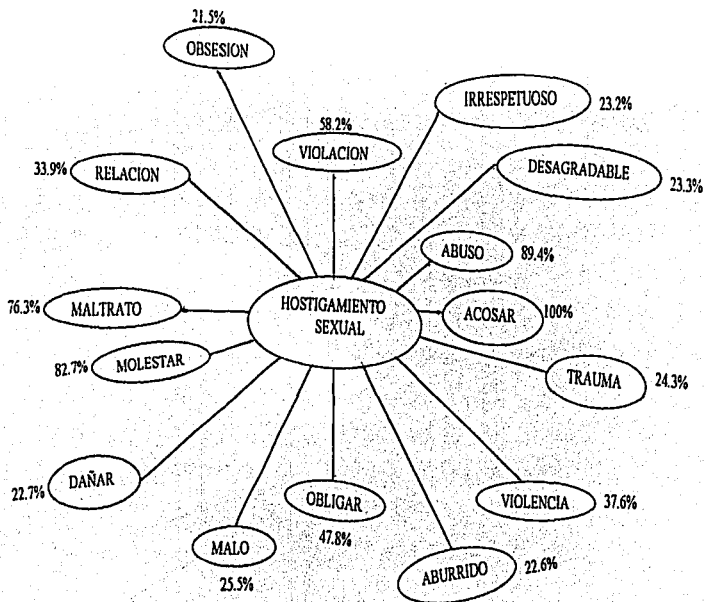 21.5%
OBSESION
IRRESPETUOSO
23.2%
58.2%
VIOLACION
DESAGRADABLE
23.3%
33.9%
RELACION
ABUSO
89.4%
HOSTIGAMIENTO
SEXUAL
ACOSAR
100%
76.3%
MALTRATO
82.7%
MOLESTAR
TRAUMA
24.3%
22.7%
DAÑAR
OBLIGAR
47.8%
VIOLENCIA
37.6%
MALO
25.5%
ABURRIDO
22.6%